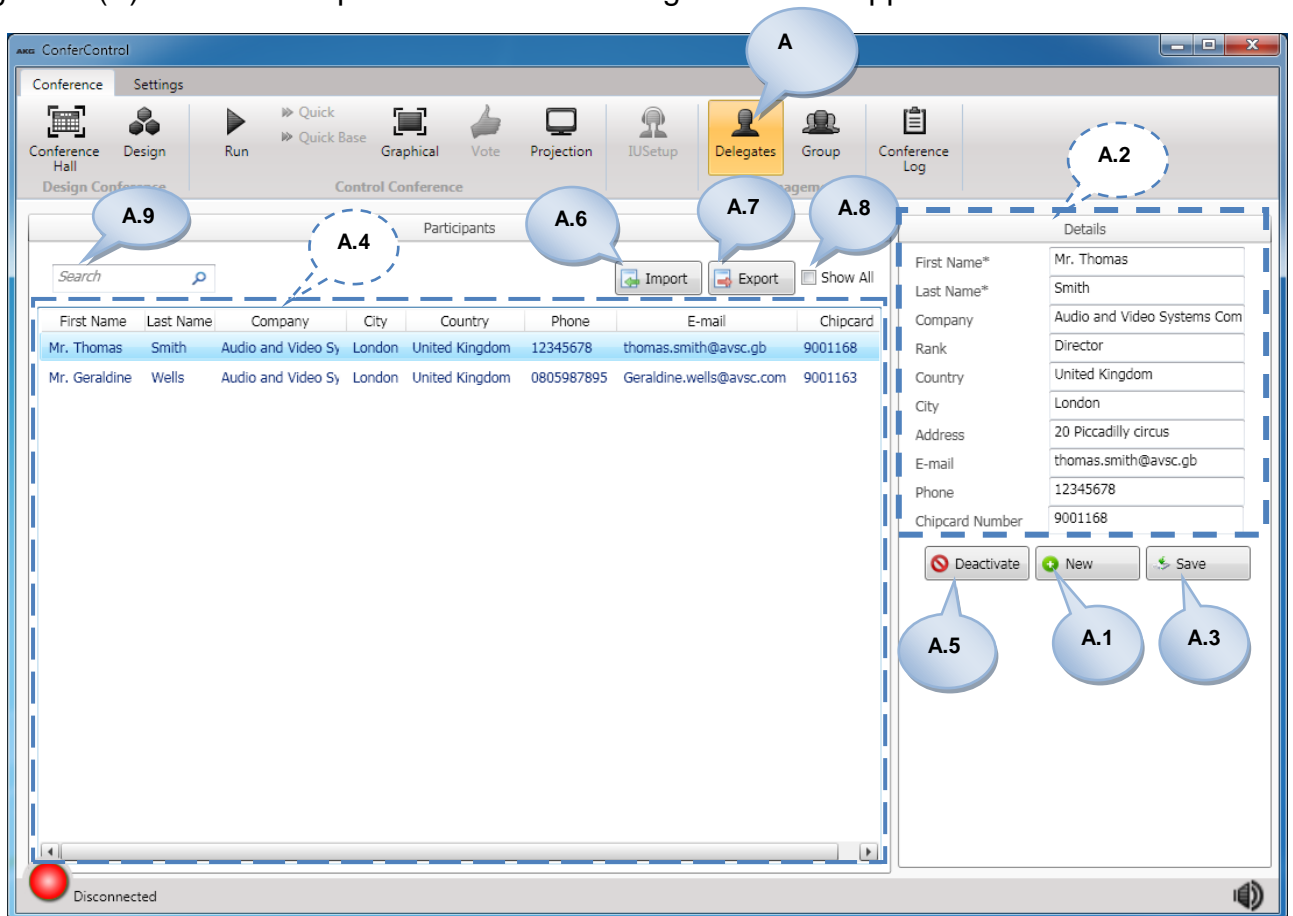 A
AKG ConferControl
Conference Settings
Conference Hall
Design
Run
Quick
Quick Base
Graphical
Vote
Projection
IUSetup
Delegates
Group
Conference Log
Control Conference
A.2
A.9
A.4
A.6
A.7
A.8
Participants
Details
Search
Import
Export
Show All
First Name Last Name Company City Country Phone E-mail Chipcard
Mr. Thomas Smith Audio and Video Sy London United Kingdom 12345678 thomas.smith@avsc.gb 9001168
Mr. Geraldine Wells Audio and Video Sy London United Kingdom 0805987895 Geraldine.wells@avsc.com 9001163
First Name* Mr. Thomas
Last Name* Smith
Company Audio and Video Systems Com
Rank Director
Country United Kingdom
City London
Address 20 Piccadilly circus
E-mail thomas.smith@avsc.gb
Phone 12345678
Chipcard Number 9001168
Deactivate New Save
A.5 A.1 A.3
Disconnected